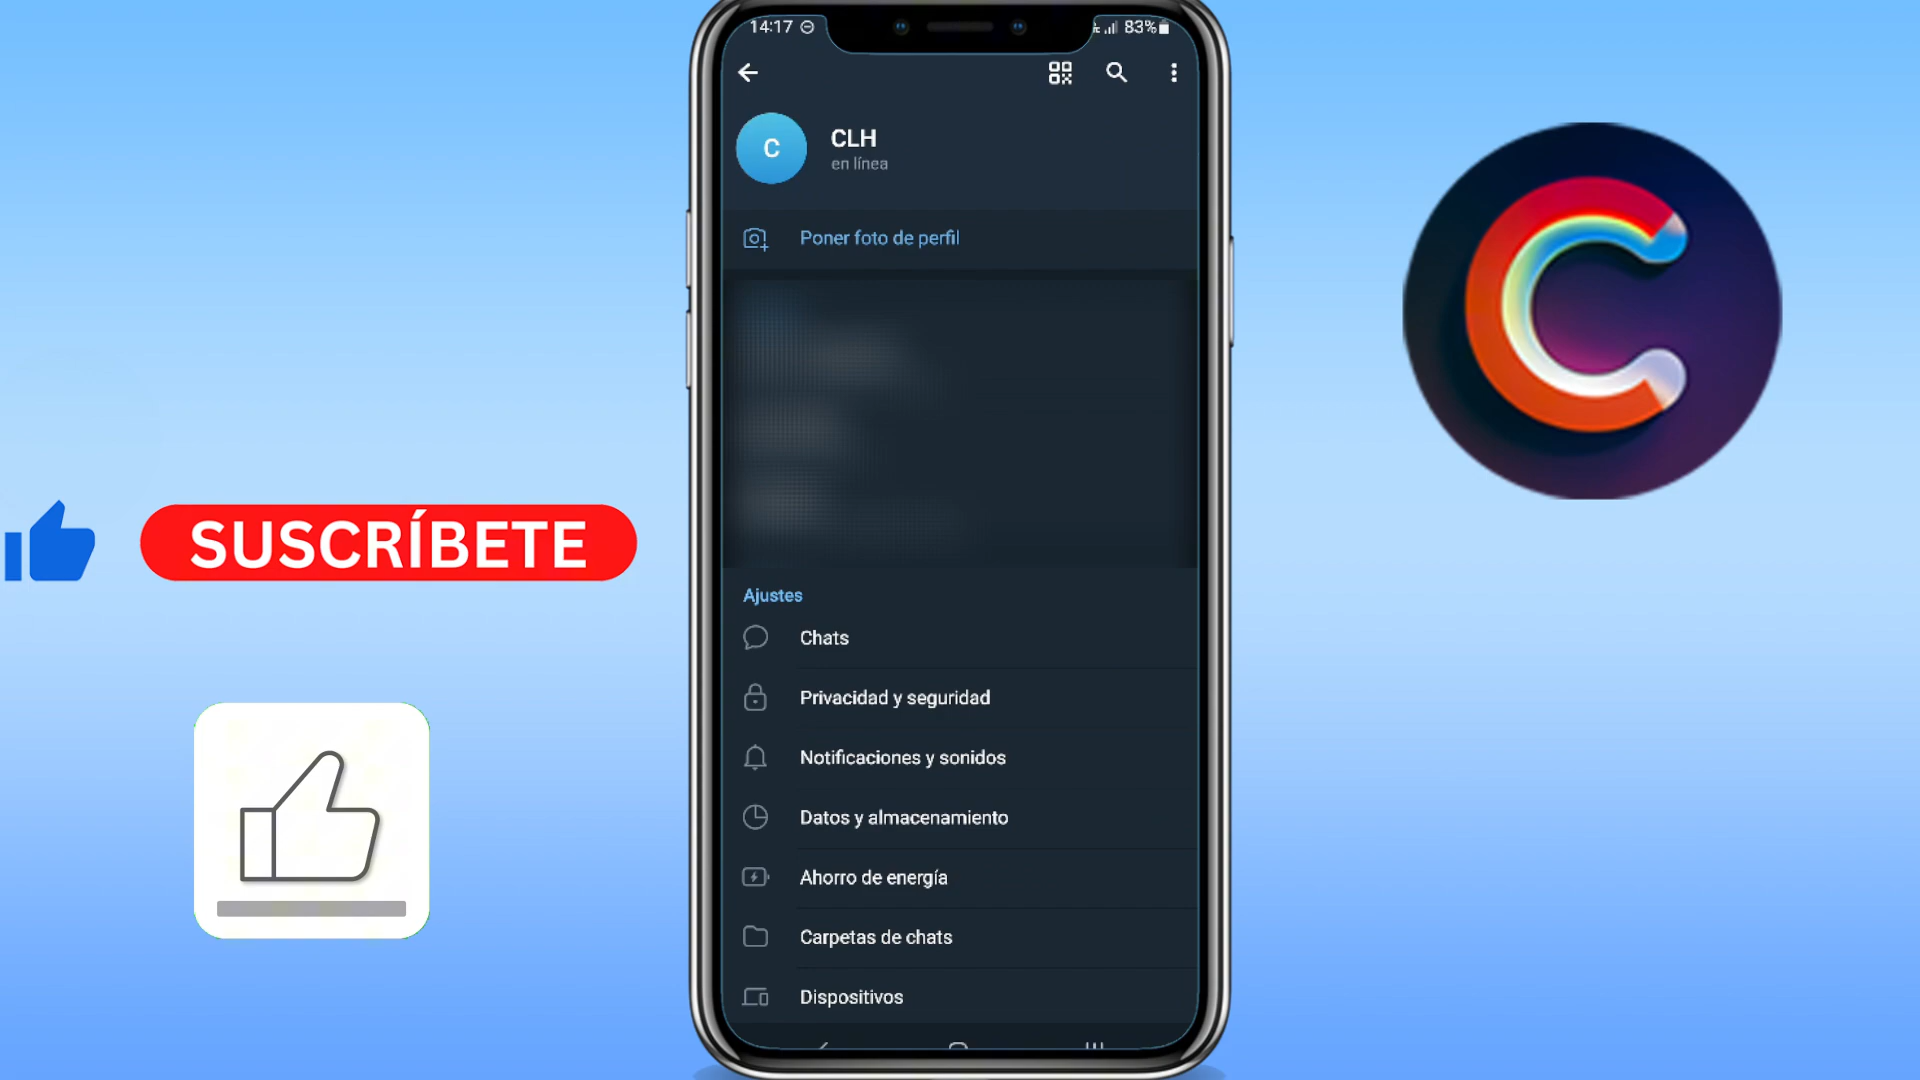 14:17
83%
C
CLH
en línea
Poner foto de perfil
SUSCRÍBETE
Ajustes
Chats
Privacidad y seguridad
Notificaciones y sonidos
Datos y almacenamiento
Ahorro de energía
Carpetas de chats
Dispositivos